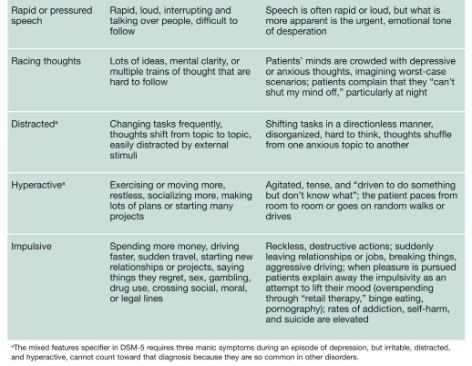 Rapid or pressured speech
Rapid, loud, interrupting and talking over people, difficult to follow
Speech is often rapid or loud, but what is more apparent is the urgent, emotional tone of desperation
Racing thoughts
Lots of ideas, mental clarity, or multiple trains of thought that are hard to follow
Patients’ minds are crowded with depressive or anxious thoughts, imagining worst-case scenarios; patients complain that they “can’t shut my mind off,” particularly at night
Distractedᵃ
Changing tasks frequently, thoughts shift from topic to topic, easily distracted by external stimuli
Shifting tasks in a directionless manner, disorganized, hard to think, thoughts shuffle from one anxious topic to another
Hyperactiveᵃ
Exercising or moving more, restless, socializing more, making lots of plans or starting many projects
Agitated, tense, and “driven to do something but don’t know what”; the patient paces from room to room or goes on random walks or drives
Impulsive
Spending more money, driving faster, sudden travel, starting new relationships or projects, saying things they regret, sex, gambling, drug use, crossing social, moral, or legal lines
Reckless, destructive actions; suddenly leaving relationships or jobs, breaking things, aggressive driving; when pleasure is pursued patients explain away the impulsivity as an attempt to lift their mood (overspending through “retail therapy,” binge eating, pornography); rates of addiction, self-harm, and suicide are elevated
ᵃThe mixed features specifier in DSM-5 requires three manic symptoms during an episode of depression, but irritable, distracted, and hyperactive, cannot count toward that diagnosis because they are so common in other disorders.